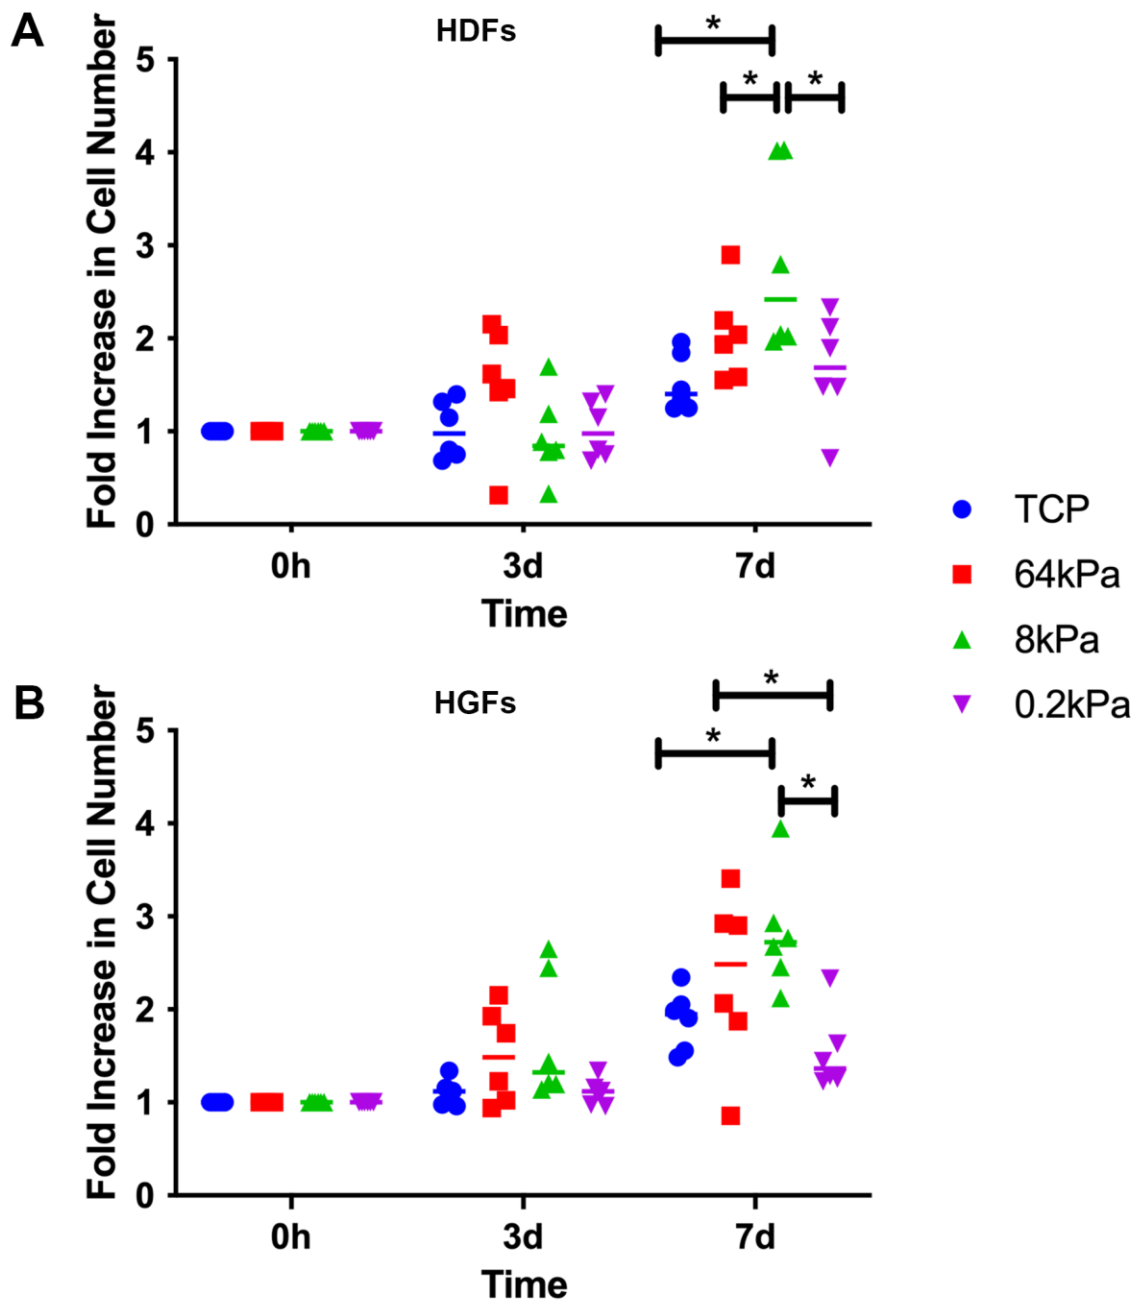 A
HDFs
Fold Increase in Cell Number
5
4
3
2
1
0
* 
* *
0h 3d 7d
Time
TCP
64kPa
8kPa
0.2kPa
B
HGFs
Fold Increase in Cell Number
5
4
3
2
1
0
*
*
*
0h 3d 7d
Time